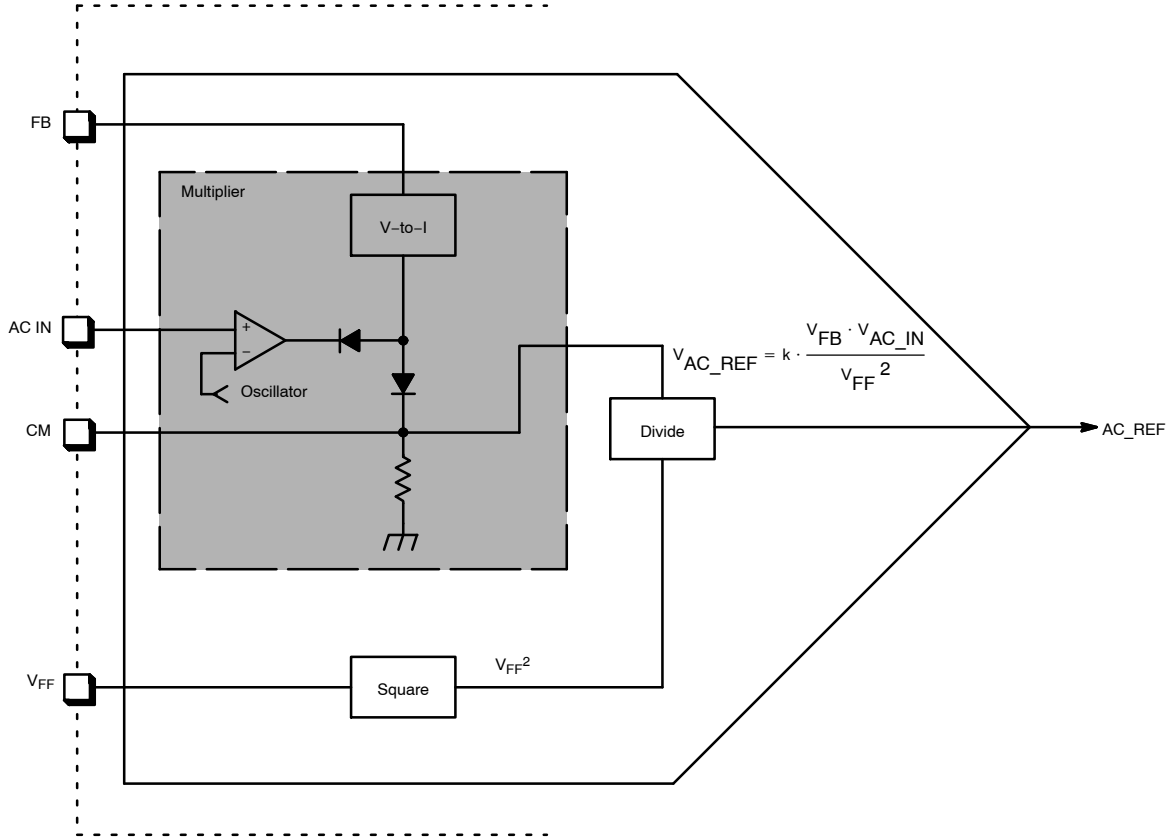 FB
Multiplier
V–to–I
AC IN
+
–
Oscillator
CM
V_AC_REF = k · V_FB · V_AC_IN / V_FF^2
Divide
AC_REF
V_FF
Square
V_FF^2